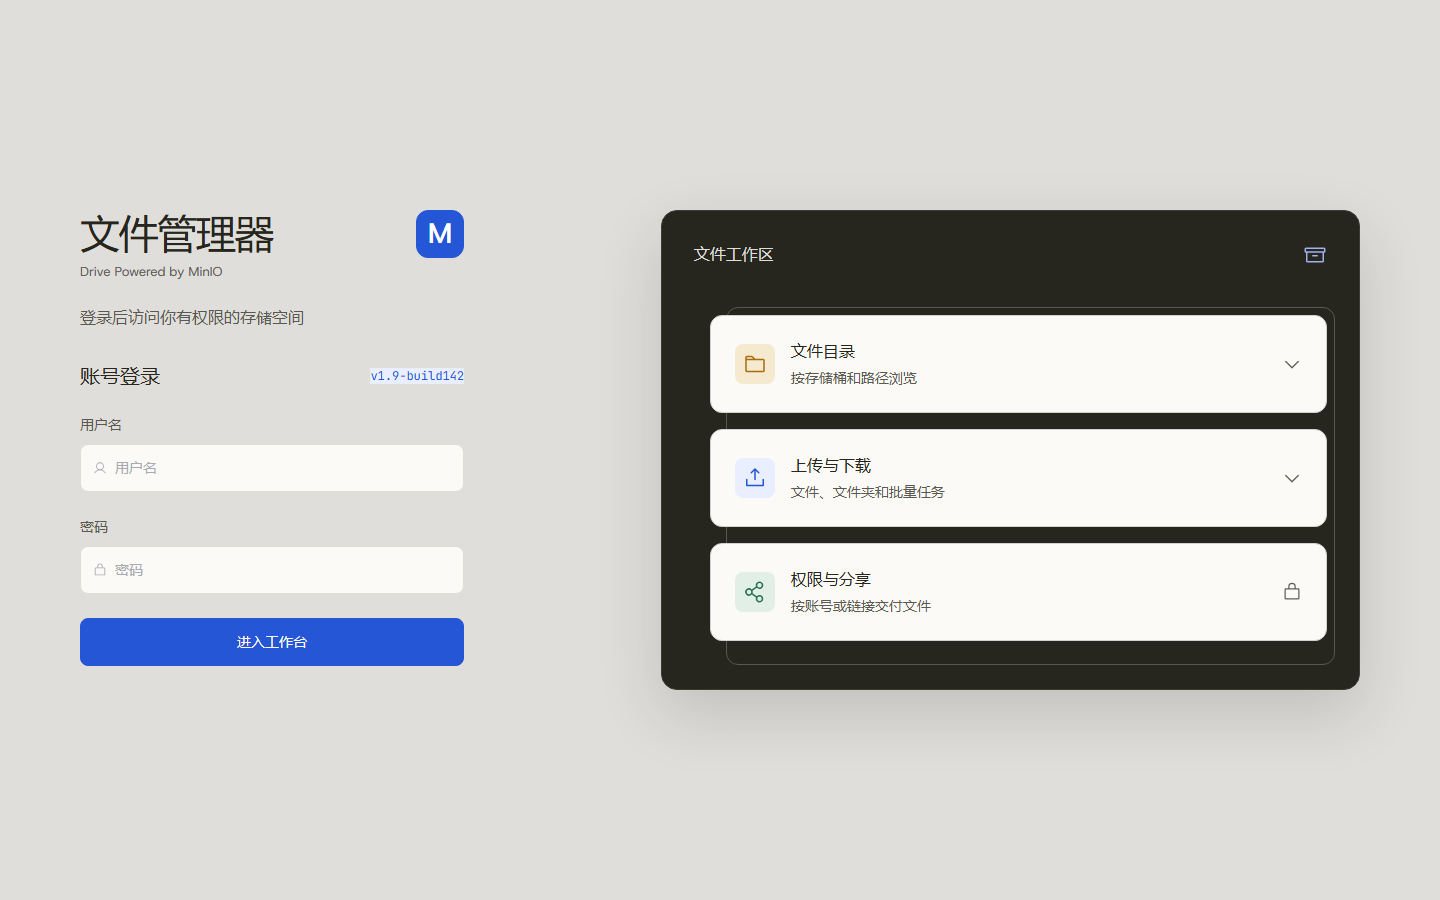 文件管理器
M
Drive Powered by MinIO
登录后访问你有权限的存储空间
账号登录
v1.9-build142
用户名
用户名
密码
密码
进入工作台
文件工作区
文件目录
按存储桶和路径浏览
上传与下载
文件、文件夹和批量任务
权限与分享
按账号或链接交付文件